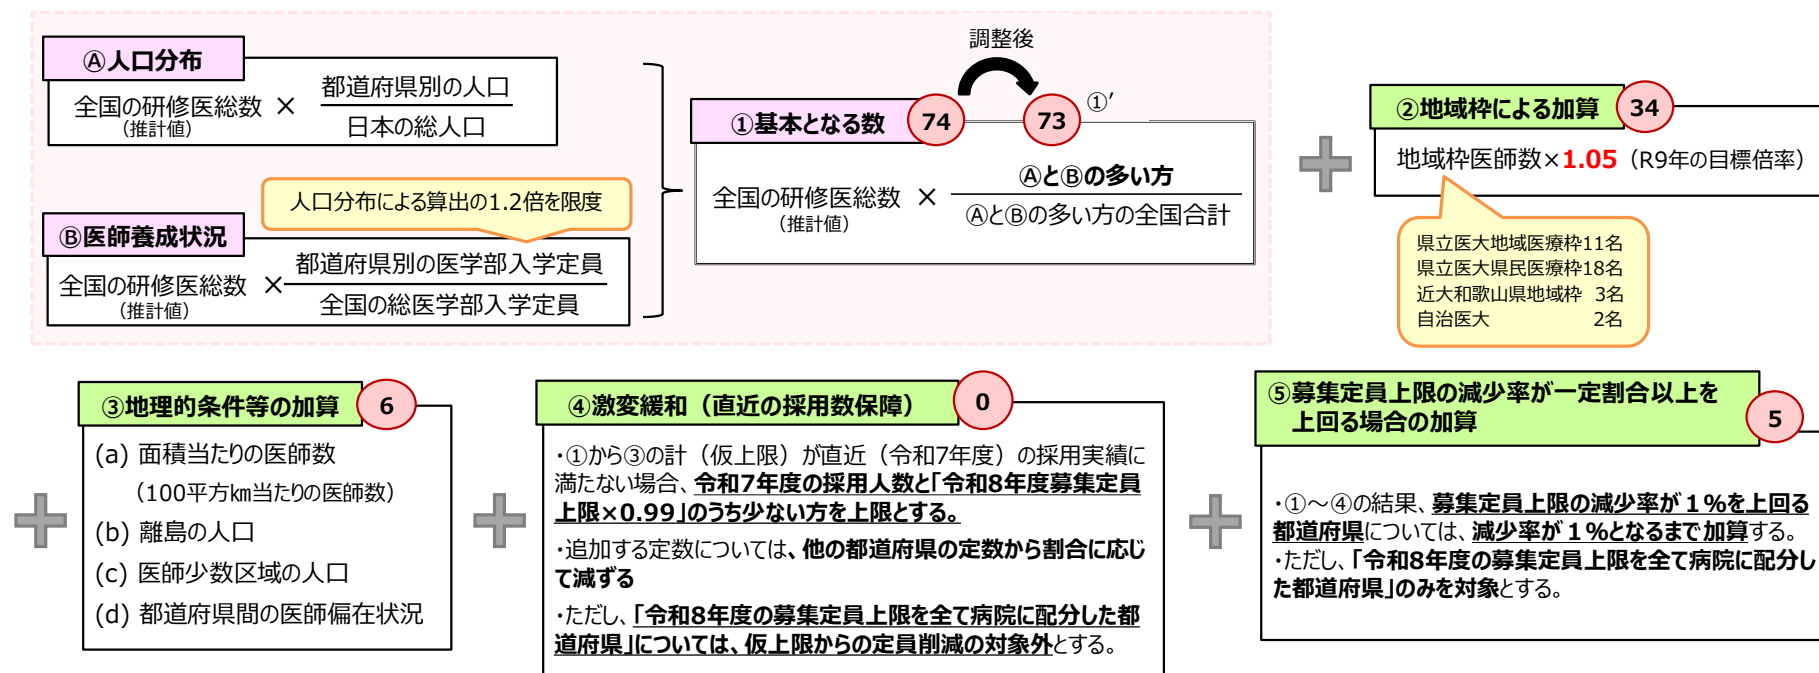 Ⓐ人口分布
全国の研修医総数 × 都道府県別の人口
(推計値) 日本の総人口
人口分布による算出の1.2倍を限度
Ⓑ医師養成状況
全国の研修医総数 × 都道府県別の医学部入学定員
(推計値) 全国の総医学部入学定員
調整後
①基本となる数 74 73 ①′
全国の研修医総数 × ⒶとⒷの多い方
(推計値) ⒶとⒷの多い方の全国合計
②地域枠による加算 34
地域枠医師数×1.05（R9年の目標倍率）
県立医大地域医療枠11名
県立医大県民医療枠18名
近大和歌山県地域枠 3名
自治医大 2名
③地理的条件等の加算 6
(a) 面積当たりの医師数
（100平方㎞当たりの医師数）
(b) 離島の人口
(c) 医師少数区域の人口
(d) 都道府県間の医師偏在状況
④激変緩和（直近の採用数保障） 0
・①から③の計（仮上限）が直近（令和7年度）の採用実績に
満たない場合、令和7年度の採用人数と「令和8年度募集定員
上限×0.99」のうち少ない方を上限とする。
・追加する定数については、他の都道府県の定数から割合に応じ
て減ずる
・ただし、「令和8年度の募集定員上限を全て病院に配分した都
道府県」については、仮上限からの定員削減の対象外とする。
⑤募集定員上限の減少率が一定割合以上を
上回る場合の加算 5
・①～④の結果、募集定員上限の減少率が１%を上回る
都道府県については、減少率が１%となるまで加算する。
・ただし、「令和8年度の募集定員上限を全て病院に配分し
た都道府県」のみを対象とする。